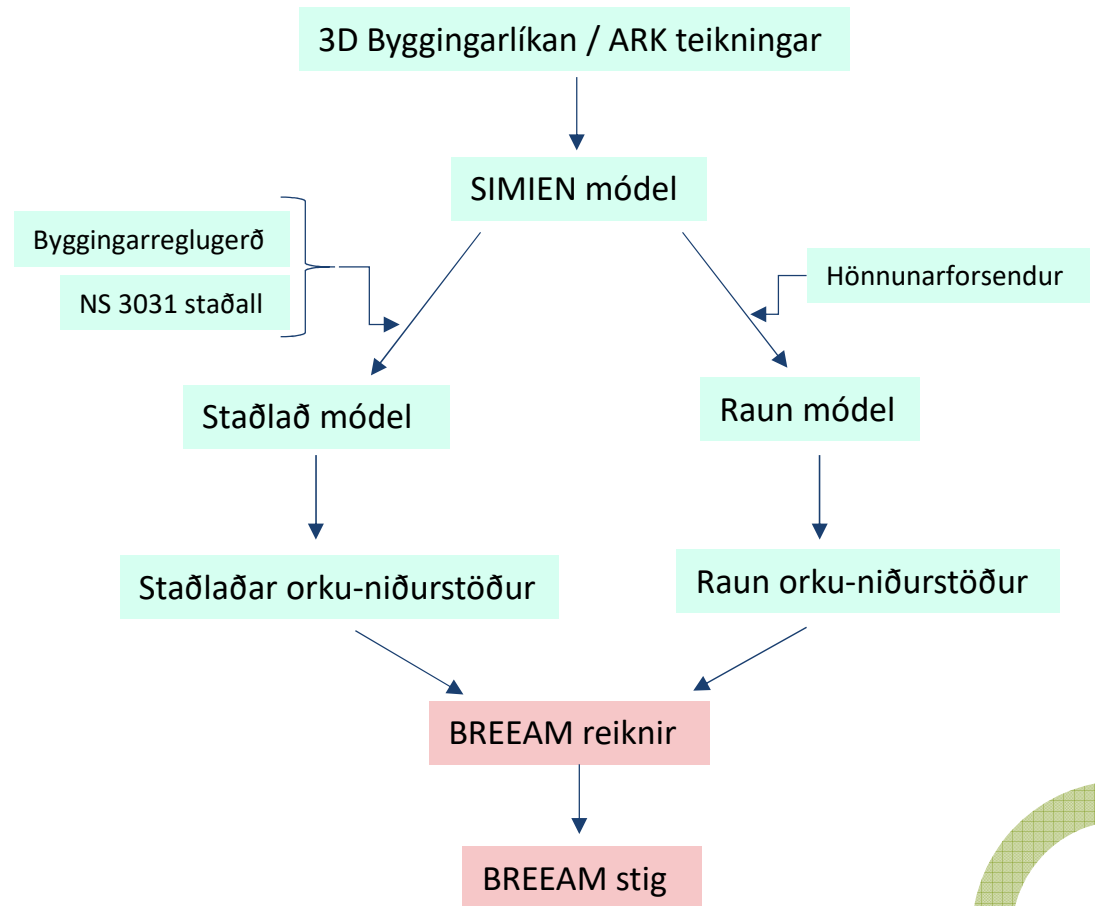 3D Byggingarlíkan / ARK teikningar
SIMIEN módel
Byggingarreglugerð
NS 3031 staðall
Hönnunarforsendur
Staðlað módel
Raun módel
Staðlaðar orku-niðurstöður
Raun orku-niðurstöður
BREEAM reiknir
BREEAM stig